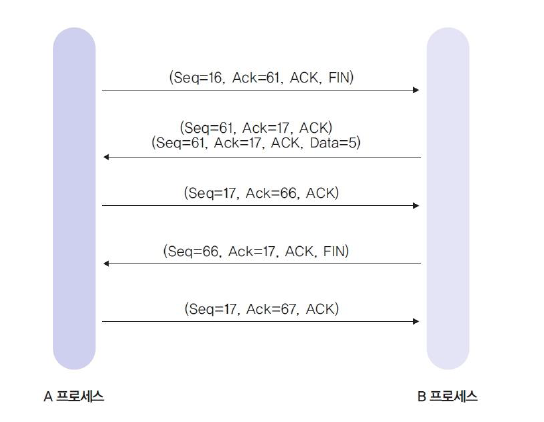 (Seq=16, Ack=61, ACK, FIN)
(Seq=61, Ack=17, ACK)
(Seq=61, Ack=17, ACK, Data=5)
(Seq=17, Ack=66, ACK)
(Seq=66, Ack=17, ACK, FIN)
(Seq=17, Ack=67, ACK)
A 프로세스
B 프로세스